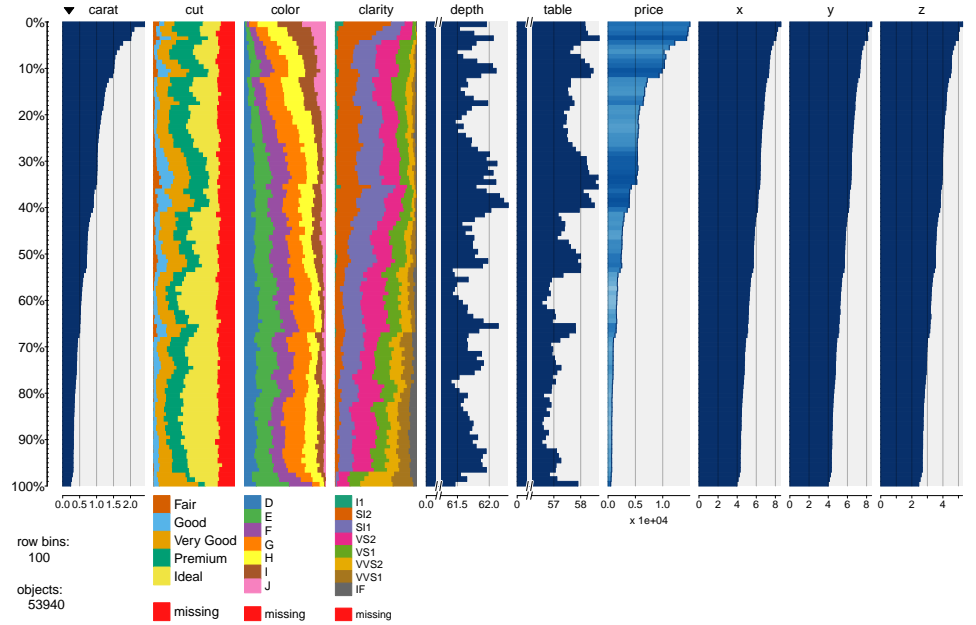 carat cut color clarity depth table price x y z
0%
10%
20%
30%
40%
50%
60%
70%
80%
90%
100%
0.0 0.5 1.0 1.5 2.0
61.5 62.0
57 58
0.0 0.5 1.0
x 1e+04
0 2 4 6 8
0 2 4 6 8
0 2 4
Fair
Good
Very Good
Premium
Ideal
missing
D
E
F
G
H
I
J
missing
I1
SI2
SI1
VS2
VS1
VVS2
VVS1
IF
missing
row bins:
100
objects:
53940